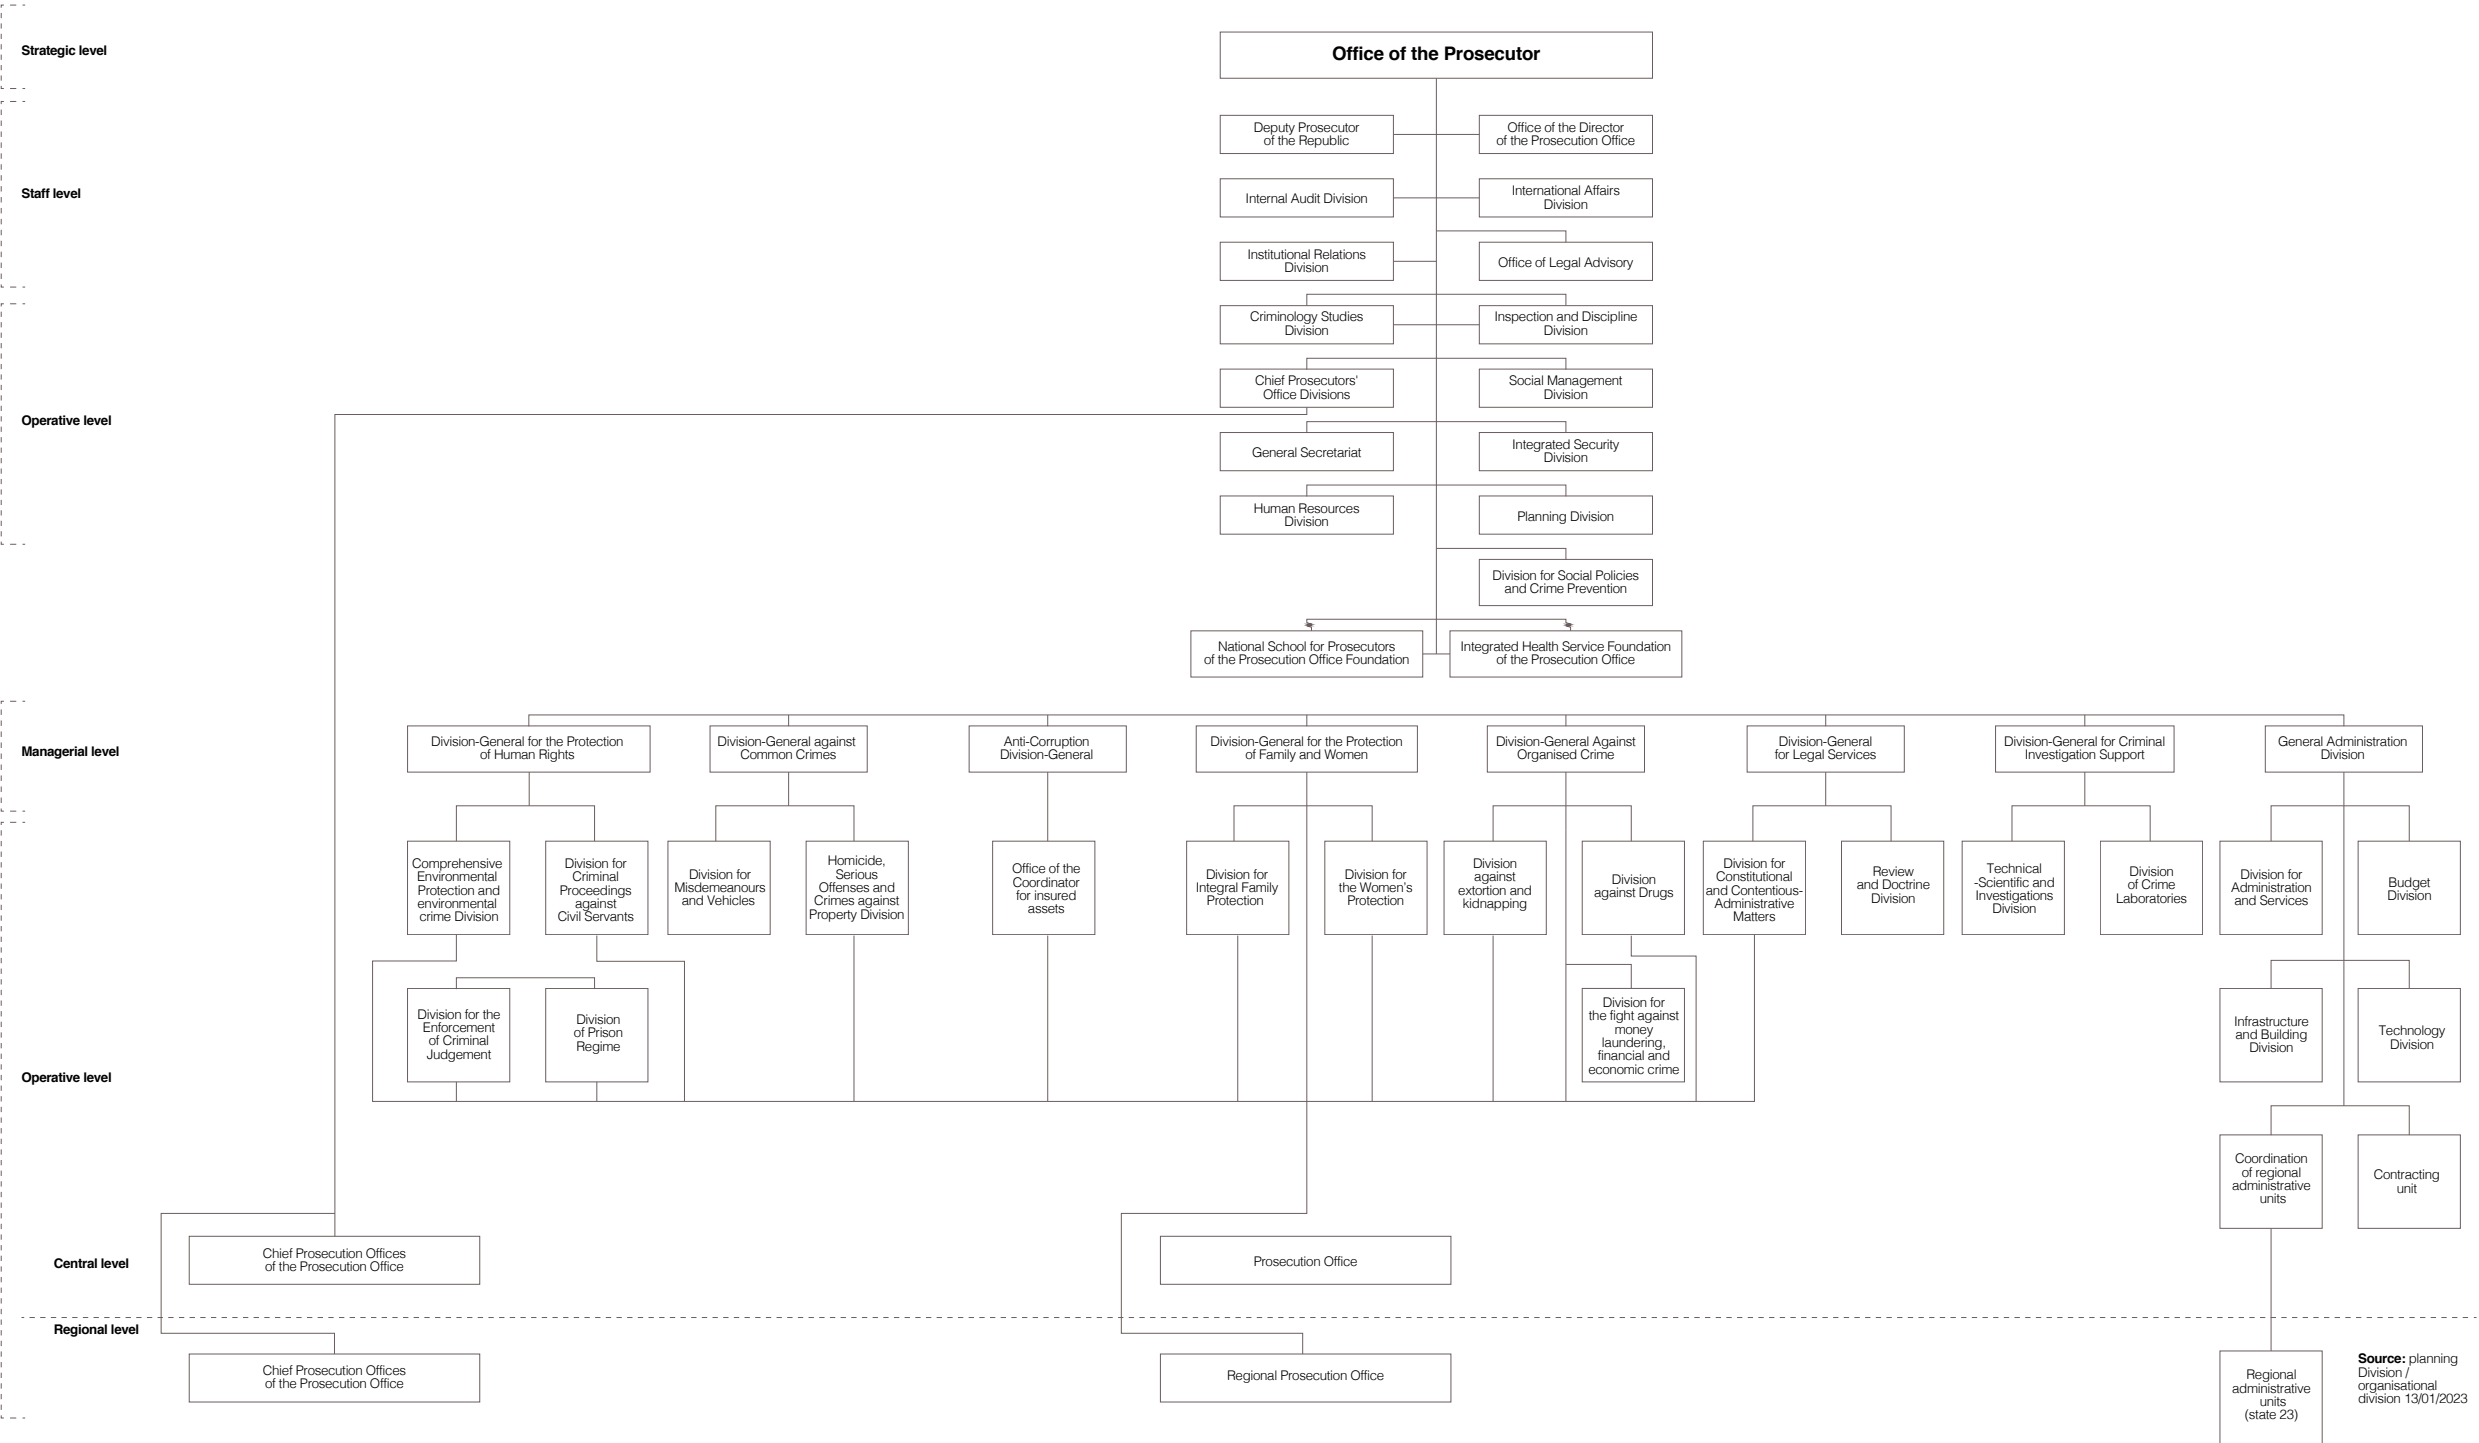 Strategic level
Office of the Prosecutor
Staff level
Deputy Prosecutor
of the Republic
Office of the Director
of the Prosecution Office
Internal Audit Division
International Affairs
Division
Institutional Relations
Division
Office of Legal Advisory
Operative level
Criminology Studies
Division
Inspection and Discipline
Division
Chief Prosecutors'
Office Divisions
Social Management
Division
General Secretariat
Integrated Security
Division
Human Resources
Division
Planning Division
Division for Social Policies
and Crime Prevention
National School for Prosecutors
of the Prosecution Office Foundation
Integrated Health Service Foundation
of the Prosecution Office
Managerial level
Division-General for the Protection
of Human Rights
Division-General against
Common Crimes
Anti-Corruption
Division-General
Division-General for the Protection
of Family and Women
Division-General Against
Organised Crime
Division-General
for Legal Services
Division-General for Criminal
Investigation Support
General Administration
Division
Operative level
Comprehensive
Environmental
Protection and
environmental
crime Division
Division for
Criminal
Proceedings
against
Civil Servants
Division for
Misdemeanours
and Vehicles
Homicide,
Serious
Offenses and
Crimes against
Property Division
Office of the
Coordinator
for insured
assets
Division for
Integral Family
Protection
Division for
the Women's
Protection
Division
against
extortion and
kidnapping
Division
against Drugs
Division for
Constitutional
and Contentious-
Administrative
Matters
Review
and Doctrine
Division
Technical
-Scientific and
Investigations
Division
Division
of Crime
Laboratories
Division for
Administration
and Services
Budget
Division
Division for the
Enforcement
of Criminal
Judgement
Division
of Prison
Regime
Division for
the fight against
money
laundering,
financial and
economic crime
Infrastructure
and Building
Division
Technology
Division
Coordination
of regional
administrative
units
Contracting
unit
Central level
Chief Prosecution Offices
of the Prosecution Office
Prosecution Office
Regional level
Chief Prosecution Offices
of the Prosecution Office
Regional Prosecution Office
Regional
administrative
units
(state 23)
Source: planning
Division /
organisational
division 13/01/2023